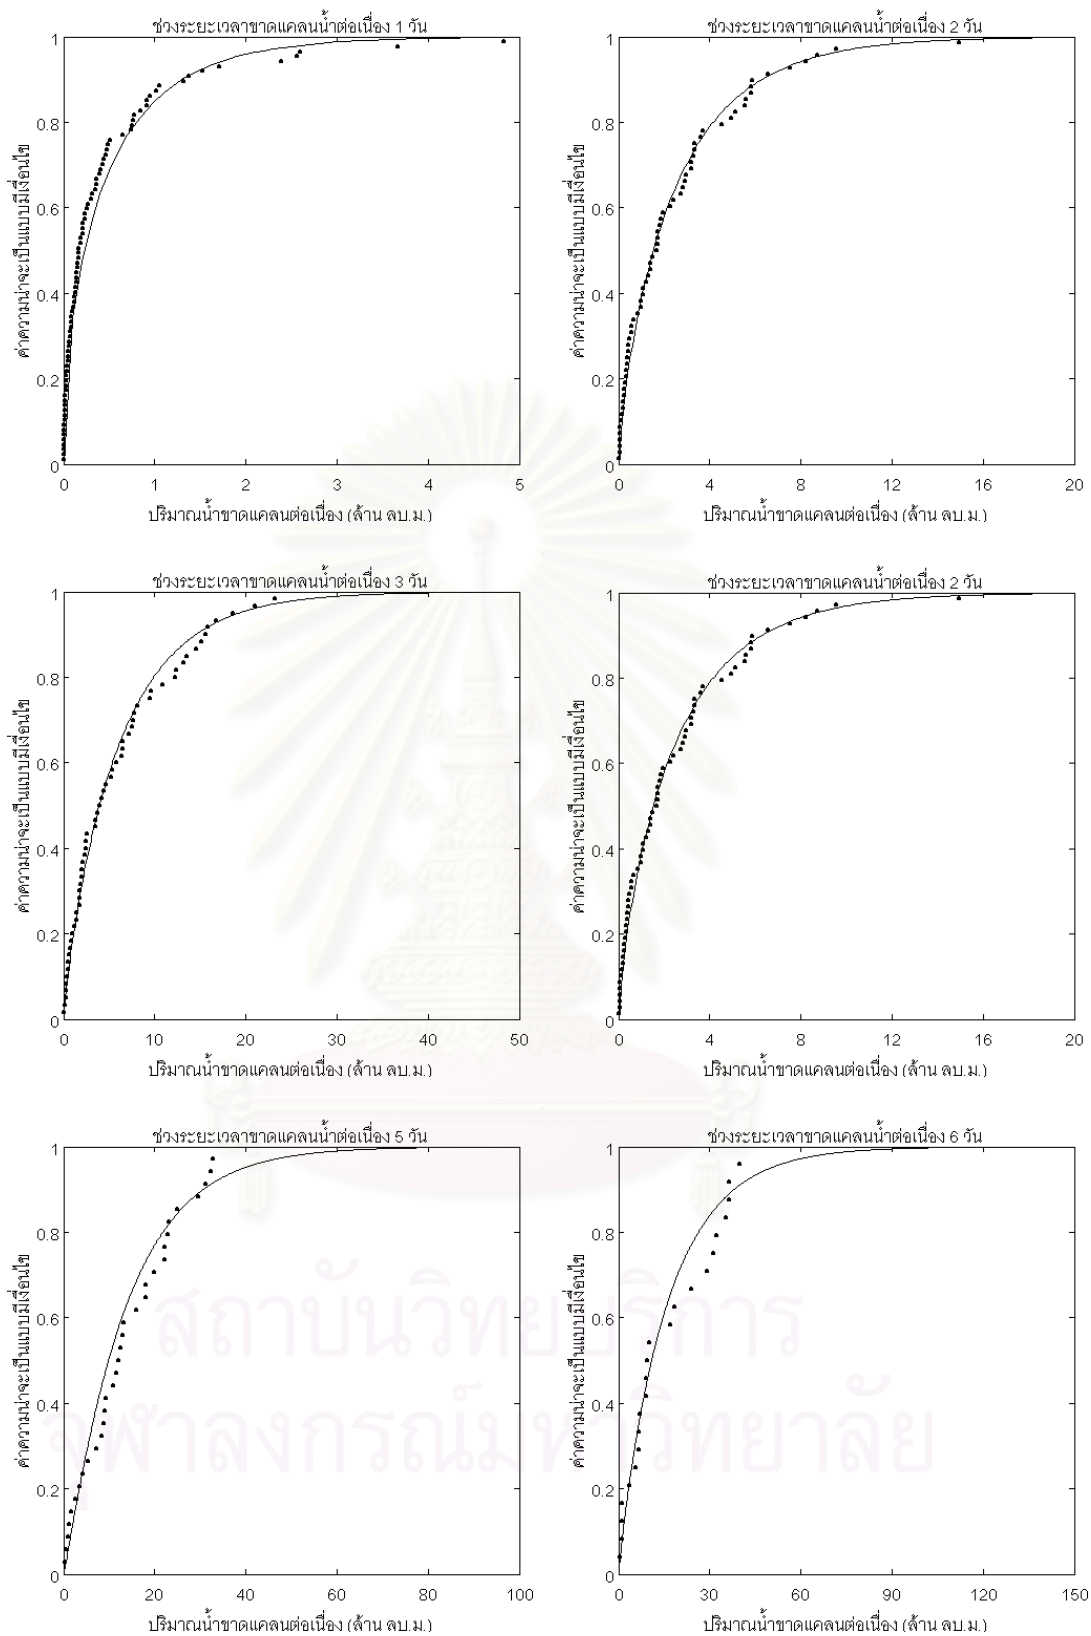 ช่วงระยะเวลาขาดแคลนน้ำต่อเนื่อง 1 วัน
1
0.8
0.6
0.4
0.2
0
ค่าความน่าจะเป็นแบบมีเงื่อนไข
0 1 2 3 4 5
ปริมาณน้ำขาดแคลนต่อเนื่อง (ล้าน ลบ.ม.)
ช่วงระยะเวลาขาดแคลนน้ำต่อเนื่อง 2 วัน
1
0.8
0.6
0.4
0.2
0
ค่าความน่าจะเป็นแบบมีเงื่อนไข
0 4 8 12 16 20
ปริมาณน้ำขาดแคลนต่อเนื่อง (ล้าน ลบ.ม.)
ช่วงระยะเวลาขาดแคลนน้ำต่อเนื่อง 3 วัน
1
0.8
0.6
0.4
0.2
0
ค่าความน่าจะเป็นแบบมีเงื่อนไข
0 10 20 30 40 50
ปริมาณน้ำขาดแคลนต่อเนื่อง (ล้าน ลบ.ม.)
ช่วงระยะเวลาขาดแคลนน้ำต่อเนื่อง 2 วัน
1
0.8
0.6
0.4
0.2
0
ค่าความน่าจะเป็นแบบมีเงื่อนไข
0 4 8 12 16 20
ปริมาณน้ำขาดแคลนต่อเนื่อง (ล้าน ลบ.ม.)
ช่วงระยะเวลาขาดแคลนน้ำต่อเนื่อง 5 วัน
1
0.8
0.6
0.4
0.2
0
ค่าความน่าจะเป็นแบบมีเงื่อนไข
0 20 40 60 80 100
ปริมาณน้ำขาดแคลนต่อเนื่อง (ล้าน ลบ.ม.)
ช่วงระยะเวลาขาดแคลนน้ำต่อเนื่อง 6 วัน
1
0.8
0.6
0.4
0.2
0
ค่าความน่าจะเป็นแบบมีเงื่อนไข
0 30 60 90 120 150
ปริมาณน้ำขาดแคลนต่อเนื่อง (ล้าน ลบ.ม.)
สถาบันวิทยบริการ
จุฬาลงกรณ์มหาวิทยาลัย